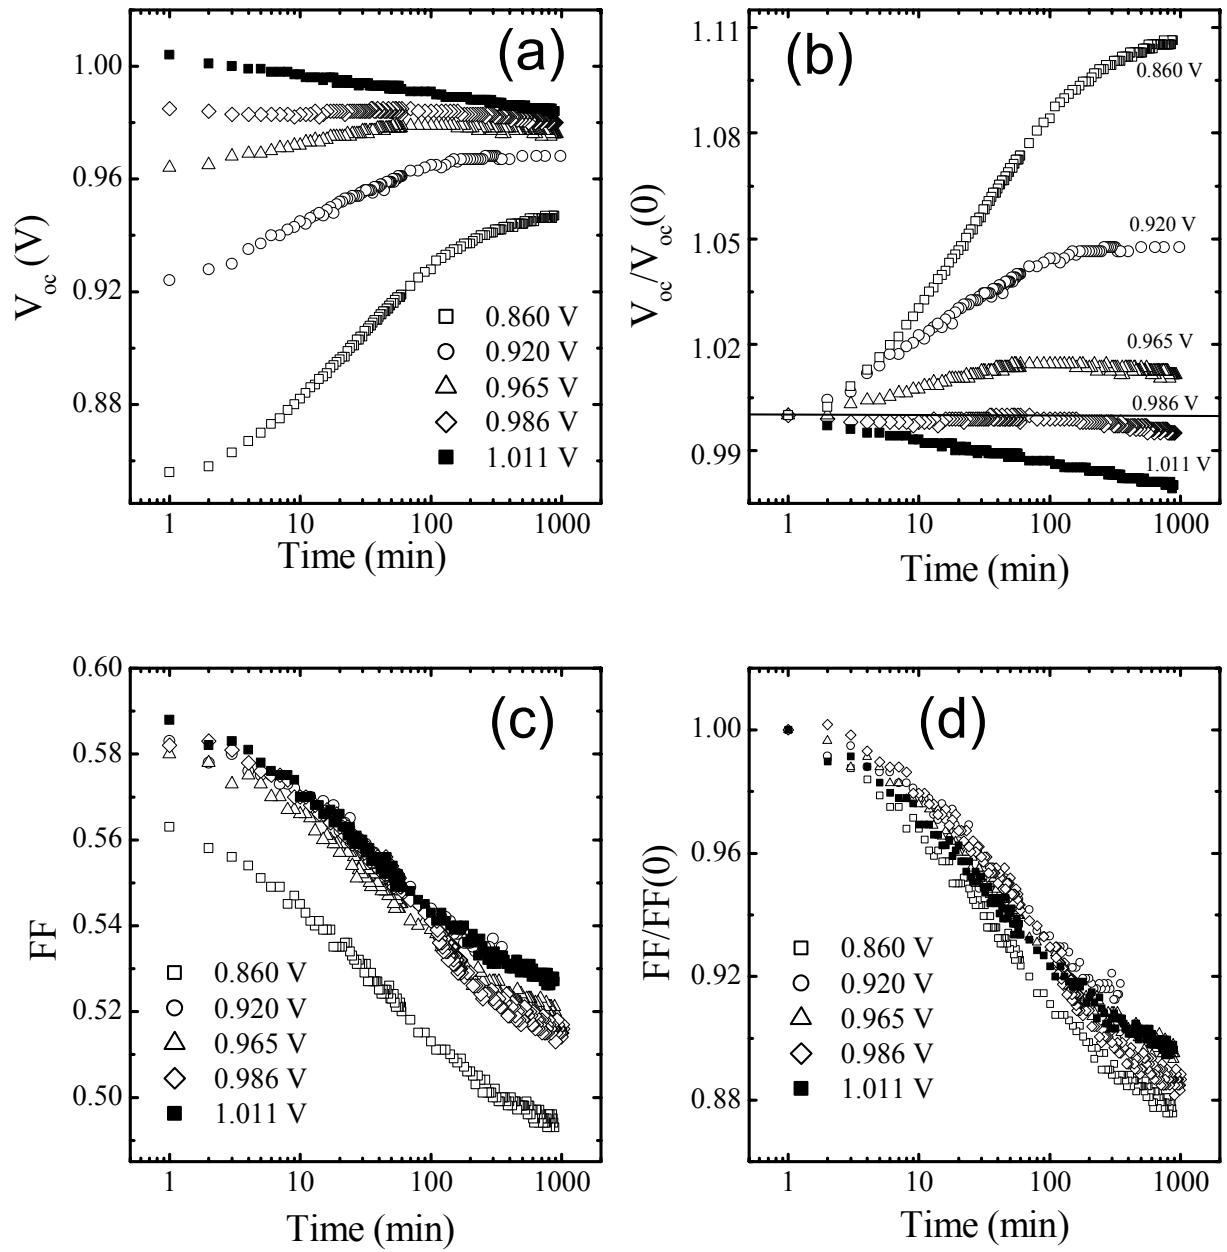 (a)
1.00
0.96
0.92
0.88
V_oc (V)
0.860 V
0.920 V
0.965 V
0.986 V
1.011 V
1 10 100 1000
Time (min)
(b)
1.11
1.08
1.05
1.02
0.99
V_oc/V_oc(0)
0.860 V
0.920 V
0.965 V
0.986 V
1.011 V
1 10 100 1000
Time (min)
(c)
0.60
0.58
0.56
0.54
0.52
0.50
FF
0.860 V
0.920 V
0.965 V
0.986 V
1.011 V
1 10 100 1000
Time (min)
(d)
1.00
0.96
0.92
0.88
FF/FF(0)
0.860 V
0.920 V
0.965 V
0.986 V
1.011 V
1 10 100 1000
Time (min)